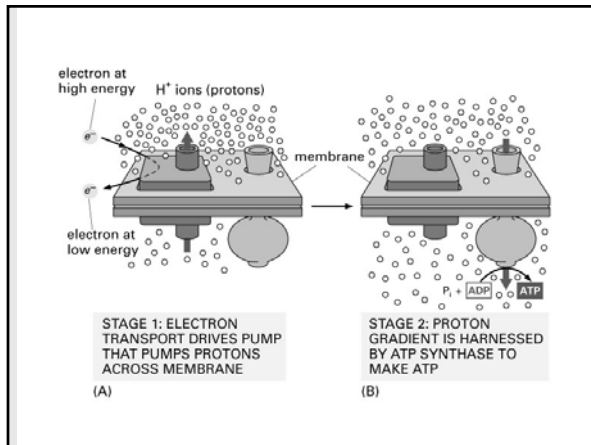 electron at
high energy
H⁺ ions (protons)
e⁻
membrane
e⁻
electron at
low energy
Pᵢ + ADP ATP
STAGE 1: ELECTRON
TRANSPORT DRIVES PUMP
THAT PUMPS PROTONS
ACROSS MEMBRANE
(A)
STAGE 2: PROTON
GRADIENT IS HARNESSED
BY ATP SYNTHASE TO
MAKE ATP
(B)